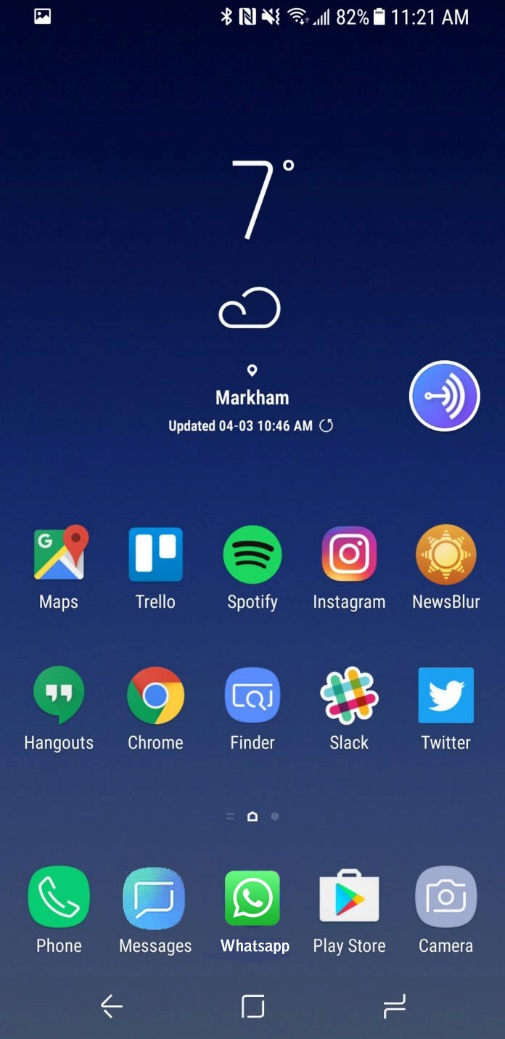 82% 11:21 AM
7°
Markham
Updated 04-03 10:46 AM
G
Maps Trello Spotify Instagram NewsBlur
Hangouts Chrome Finder Slack Twitter
Phone Messages Whatsapp Play Store Camera